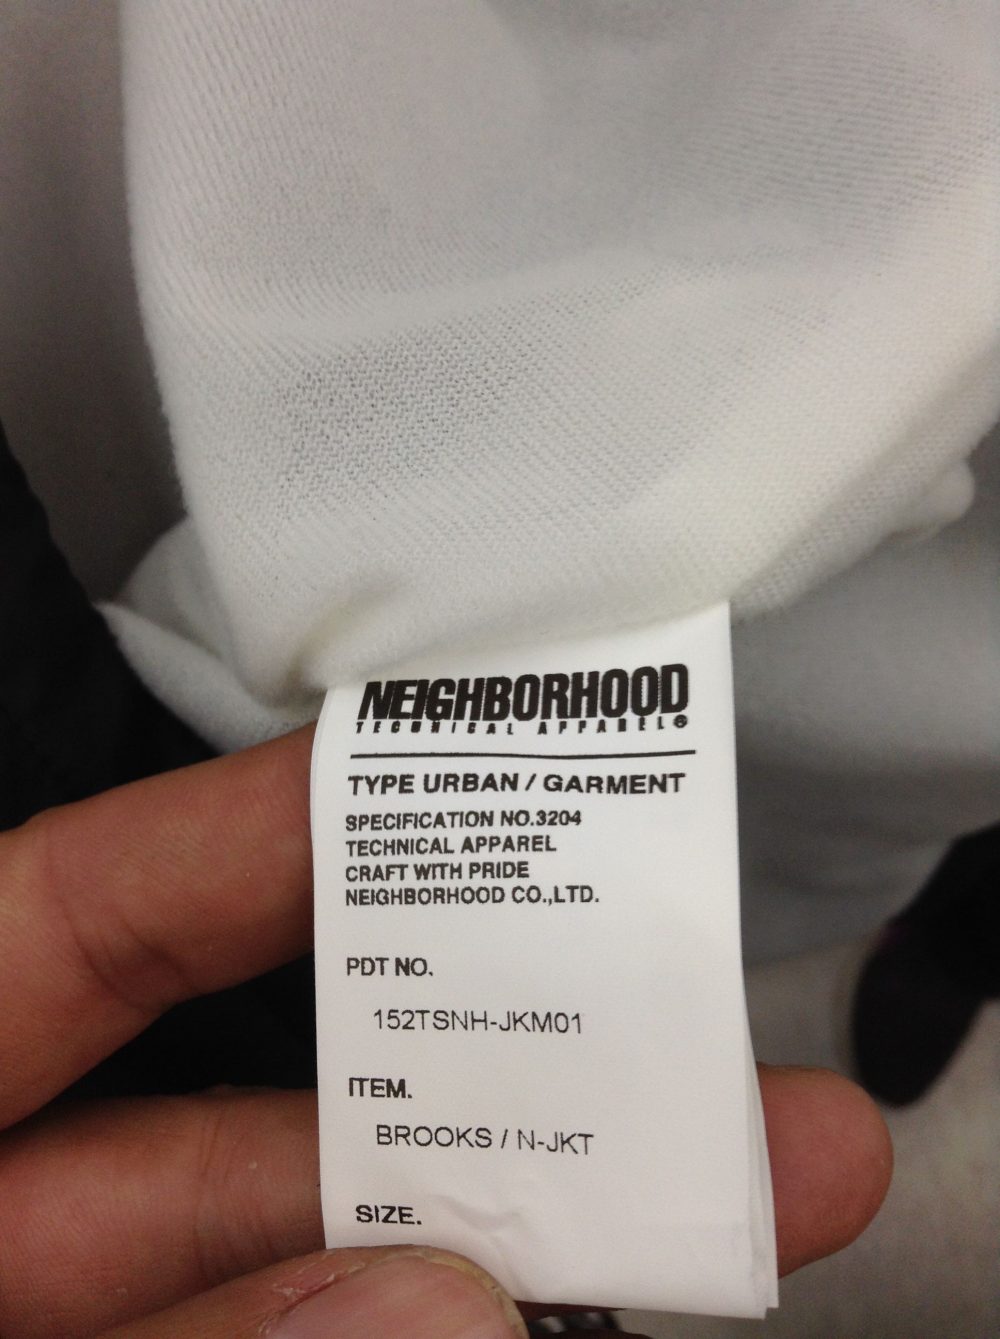 NEIGHBORHOOD
TECHNICAL APPAREL®
TYPE URBAN / GARMENT
SPECIFICATION NO.3204
TECHNICAL APPAREL
CRAFT WITH PRIDE
NEIGHBORHOOD CO.,LTD.
PDT NO.
152TSNH-JKM01
ITEM.
BROOKS / N-JKT
SIZE.